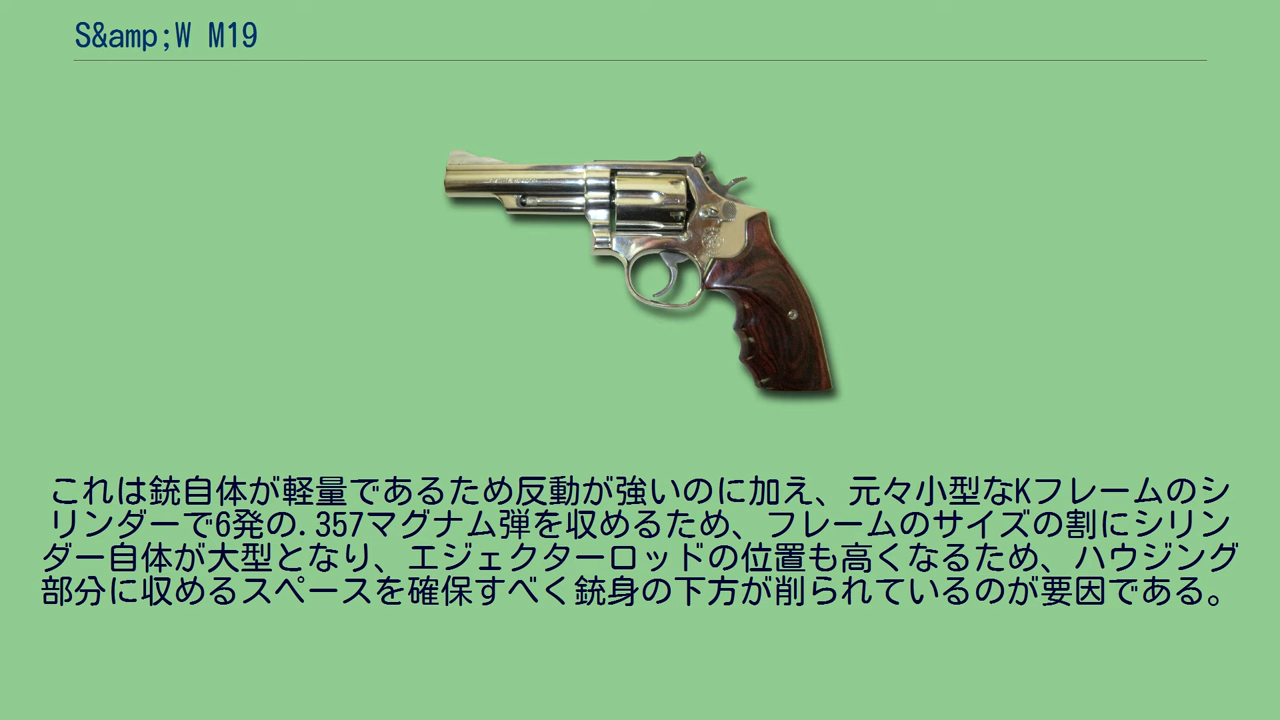 S&amp;W M19
これは銃自体が軽量であるため反動が強いのに加え、元々小型なKフレームのシ
リンダーで6発の.357マグナム弾を収めるため、フレームのサイズの割にシリン
ダー自体が大型となり、エジェクターロッドの位置も高くなるため、ハウジング
部分に収めるスペースを確保すべく銃身の下方が削られているのが要因である。